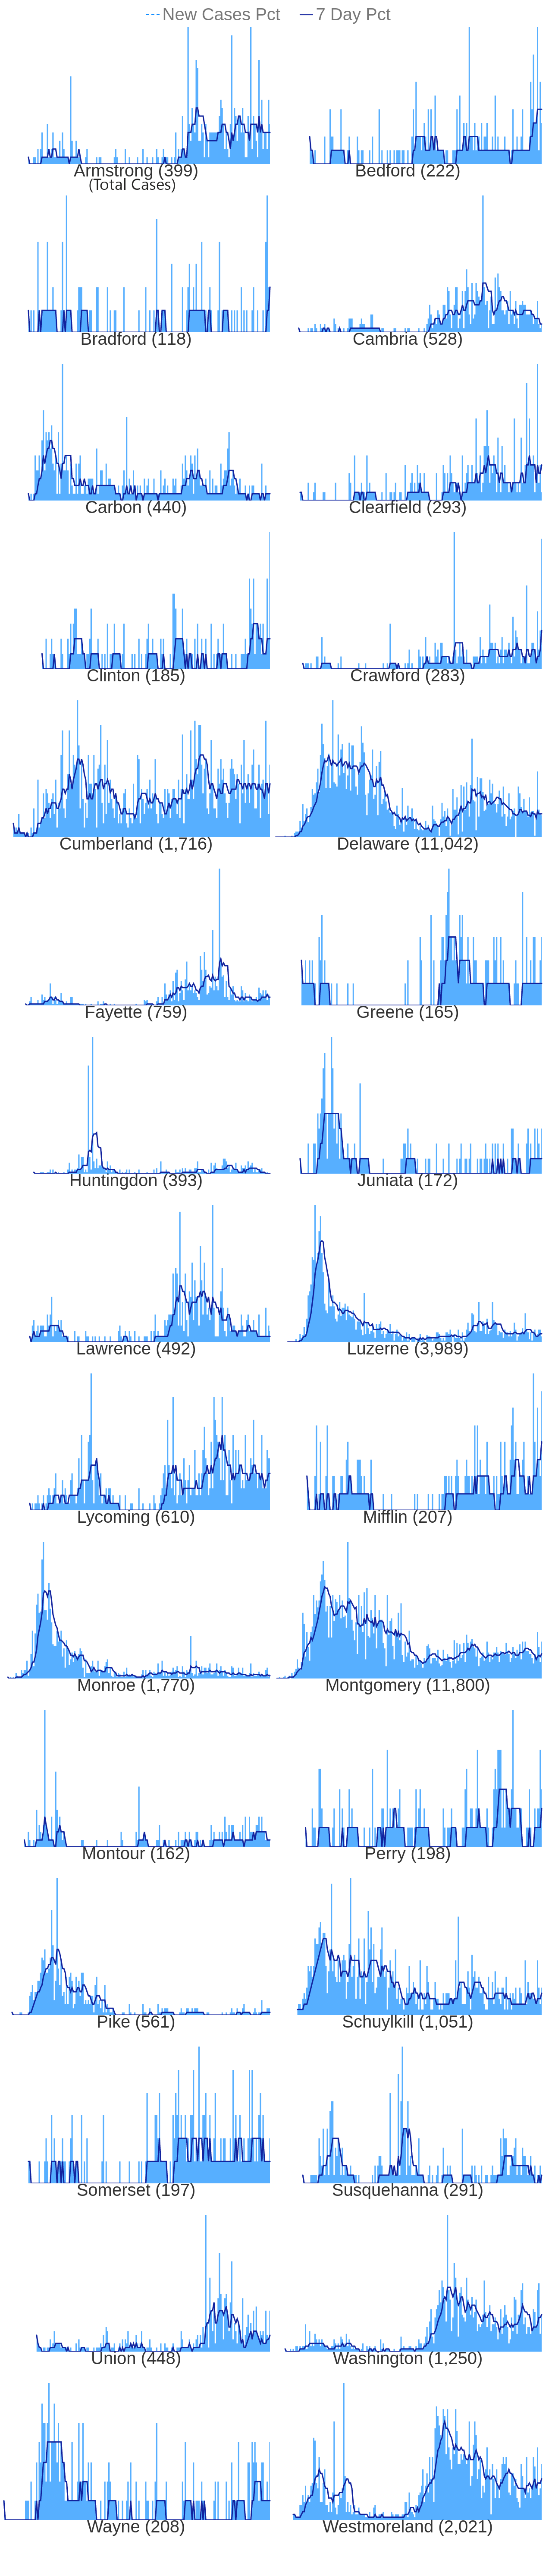 New Cases Pct 7 Day Pct
Armstrong (399) Bedford (222)
(Total Cases)
Bradford (118) Cambria (528)
Carbon (440) Clearfield (293)
Clinton (185) Crawford (283)
Cumberland (1,716) Delaware (11,042)
Fayette (759) Greene (165)
Huntingdon (393) Juniata (172)
Lawrence (492) Luzerne (3,989)
Lycoming (610) Mifflin (207)
Monroe (1,770) Montgomery (11,800)
Montour (162) Perry (198)
Pike (561) Schuylkill (1,051)
Somerset (197) Susquehanna (291)
Union (448) Washington (1,250)
Wayne (208) Westmoreland (2,021)